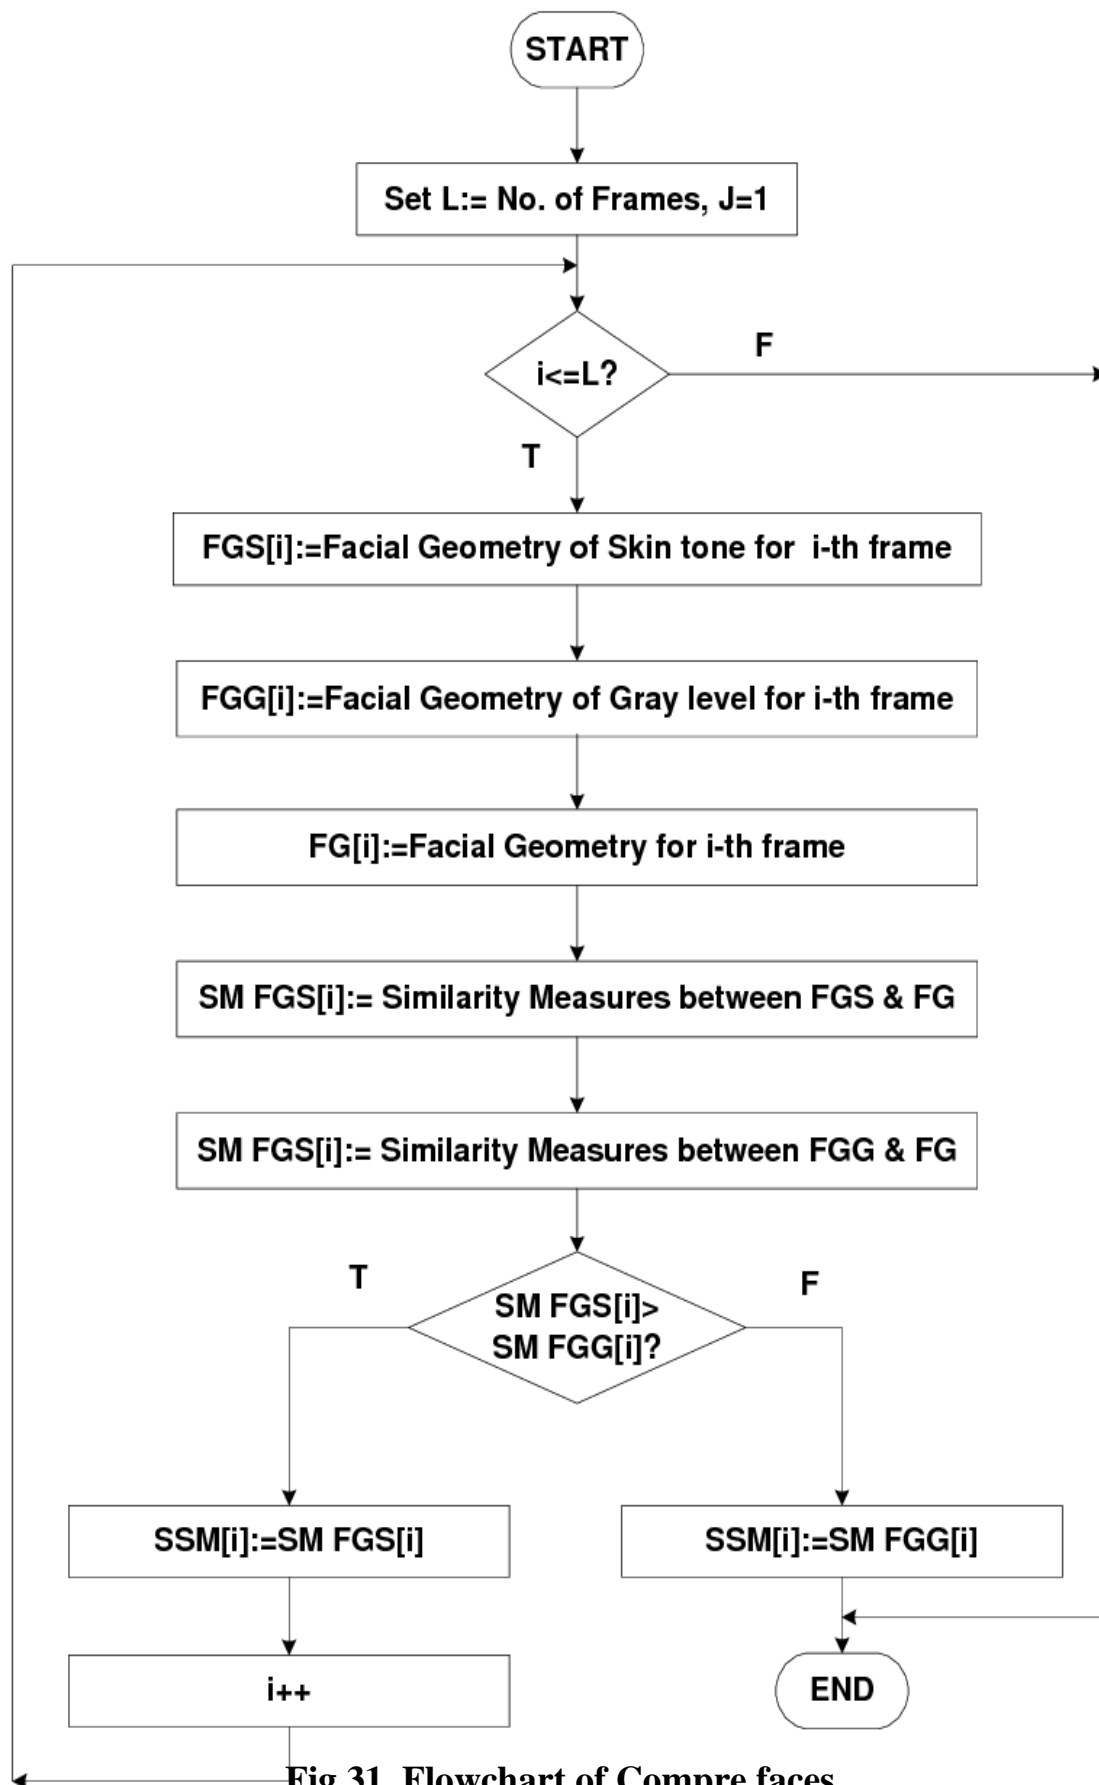 START
Set L:= No. of Frames, J=1
i<=L?
F
T
FGS[i]:=Facial Geometry of Skin tone for i-th frame
FGG[i]:=Facial Geometry of Gray level for i-th frame
FG[i]:=Facial Geometry for i-th frame
SM FGS[i]:= Similarity Measures between FGS & FG
SM FGS[i]:= Similarity Measures between FGG & FG
T
F
SM FGS[i]>
SM FGG[i]?
SSM[i]:=SM FGS[i]
SSM[i]:=SM FGG[i]
i++
END
Fig 31. Flowchart of Compre faces